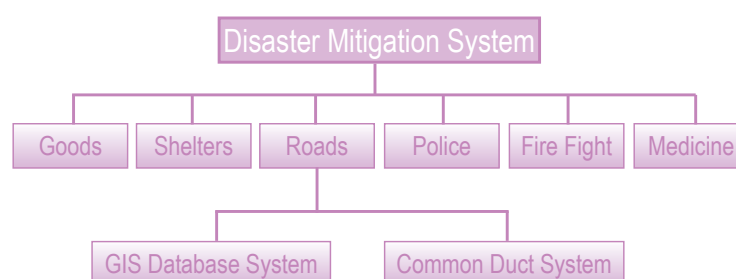 Disaster Mitigation System
Goods
Shelters
Roads
Police
Fire Fight
Medicine
GIS Database System
Common Duct System